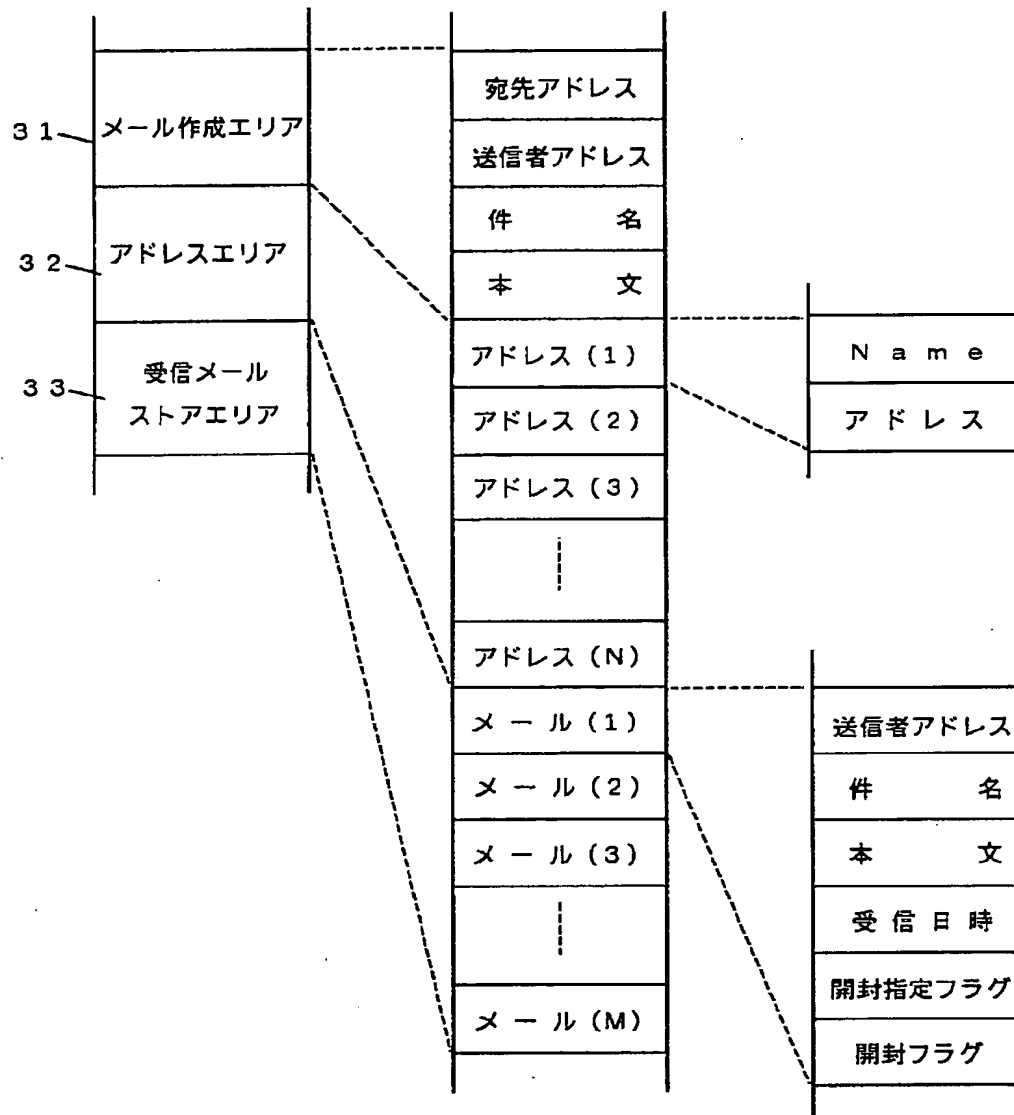 31
メール作成エリア
32
アドレスエリア
33
受信メール
ストアエリア
宛先アドレス
送信者アドレス
件 名
本 文
アドレス(1)
アドレス(2)
アドレス(3)
アドレス(N)
メール(1)
メール(2)
メール(3)
メール(M)
Name
アドレス
送信者アドレス
件 名
本 文
受信日時
開封指定フラグ
開封フラグ